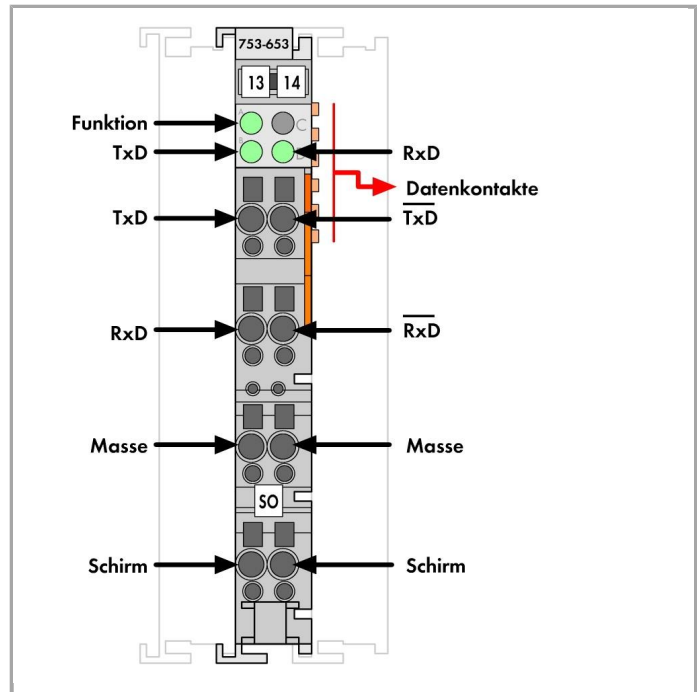 753-653
13 14
A
Funktion C
B
TxD D RxD
Datenkontakte
TxD T̅x̅D̅
RxD R̅x̅D̅
Masse Masse
SO
Schirm Schirm